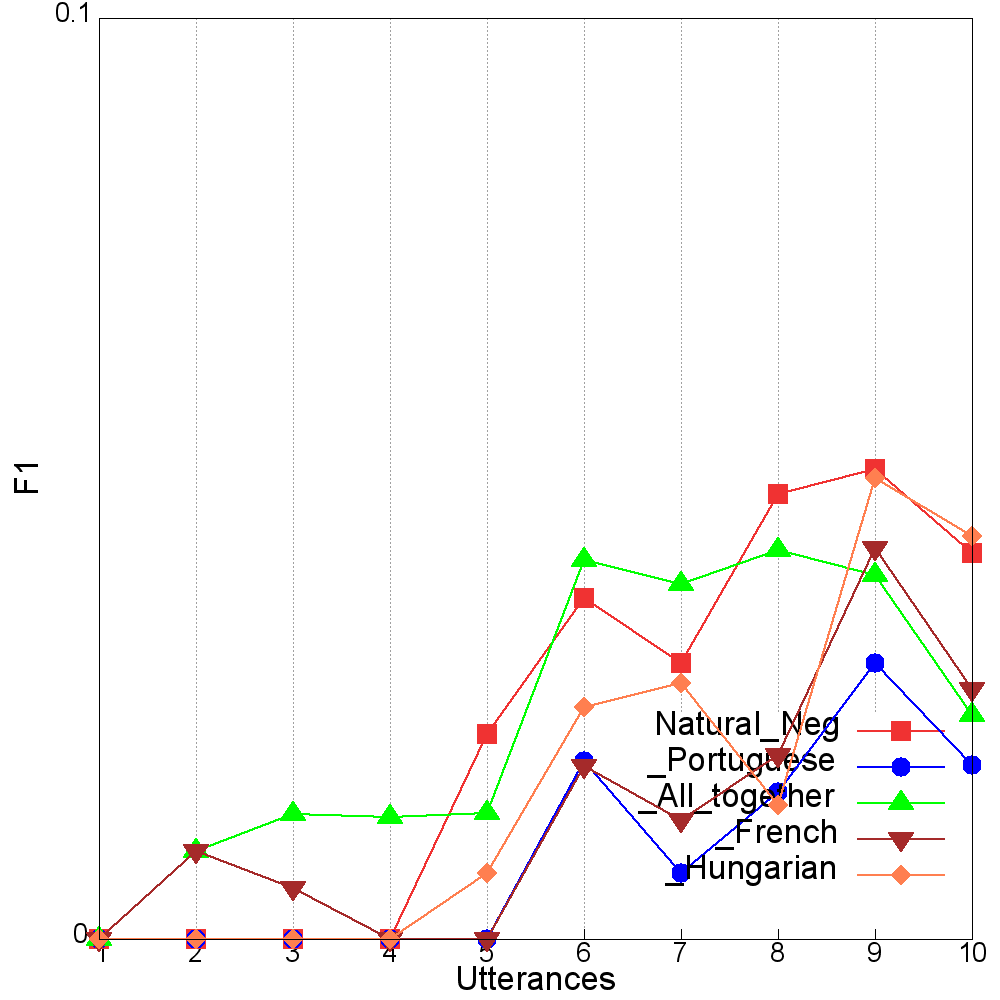 0.1
F1
Natural_Neg
_Portuguese
_All_together
_French
_Hungarian
0
1 2 3 4 5 6 7 8 9 10
Utterances